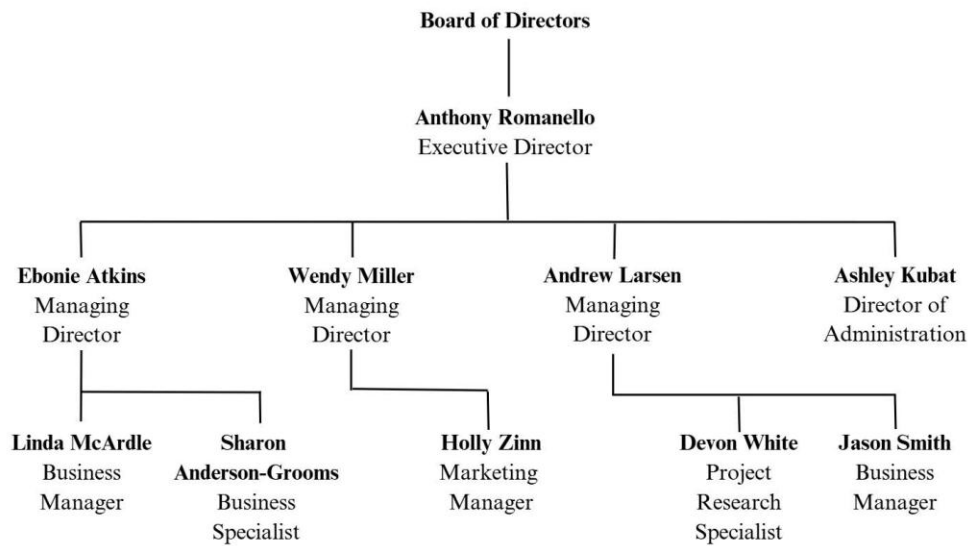 Board of Directors
Anthony Romanello
Executive Director
Ebonie Atkins
Managing
Director
Wendy Miller
Managing
Director
Andrew Larsen
Managing
Director
Ashley Kubat
Director of
Administration
Linda McArdle
Business
Manager
Sharon
Anderson-Grooms
Business
Specialist
Holly Zinn
Marketing
Manager
Devon White
Project
Research
Specialist
Jason Smith
Business
Manager